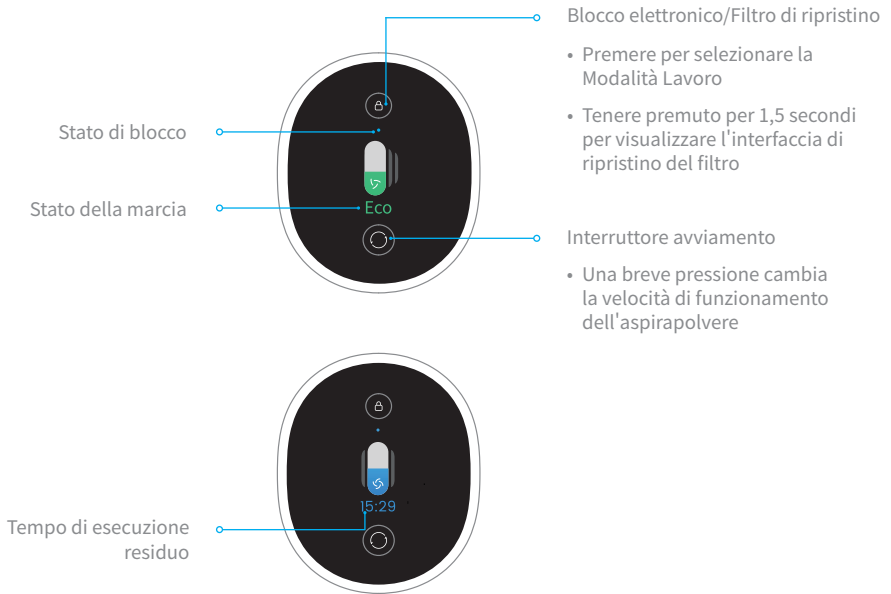 Blocco elettronico/Filtro di ripristino
• Premere per selezionare la
Modalità Lavoro
• Tenere premuto per 1,5 secondi
per visualizzare l'interfaccia di
ripristino del filtro
Stato di blocco
Stato della marcia
Eco
Interruttore avviamento
• Una breve pressione cambia
la velocità di funzionamento
dell'aspirapolvere
15:29
Tempo di esecuzione
residuo